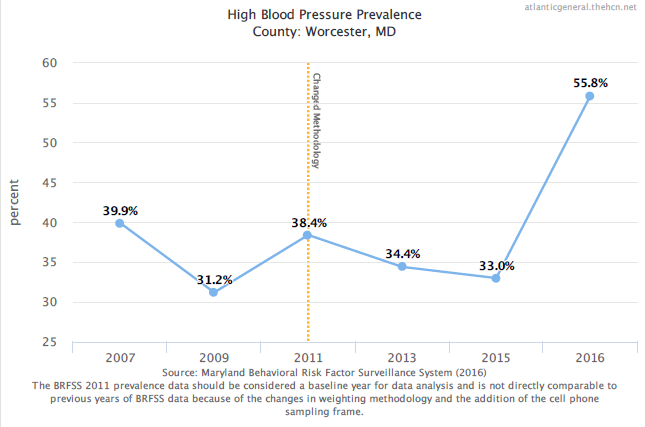 atlanticgeneral.thehcn.net
High Blood Pressure Prevalence
County: Worcester, MD
percent
60
55
50
45
40
35
30
25
Changed Methodology
39.9%
31.2%
38.4%
34.4%
33.0%
55.8%
2007 2009 2011 2013 2015 2016
Source: Maryland Behavioral Risk Factor Surveillance System (2016)
The BRFSS 2011 prevalence data should be considered a baseline year for data analysis and is not directly comparable to
previous years of BRFSS data because of the changes in weighting methodology and the addition of the cell phone
sampling frame.